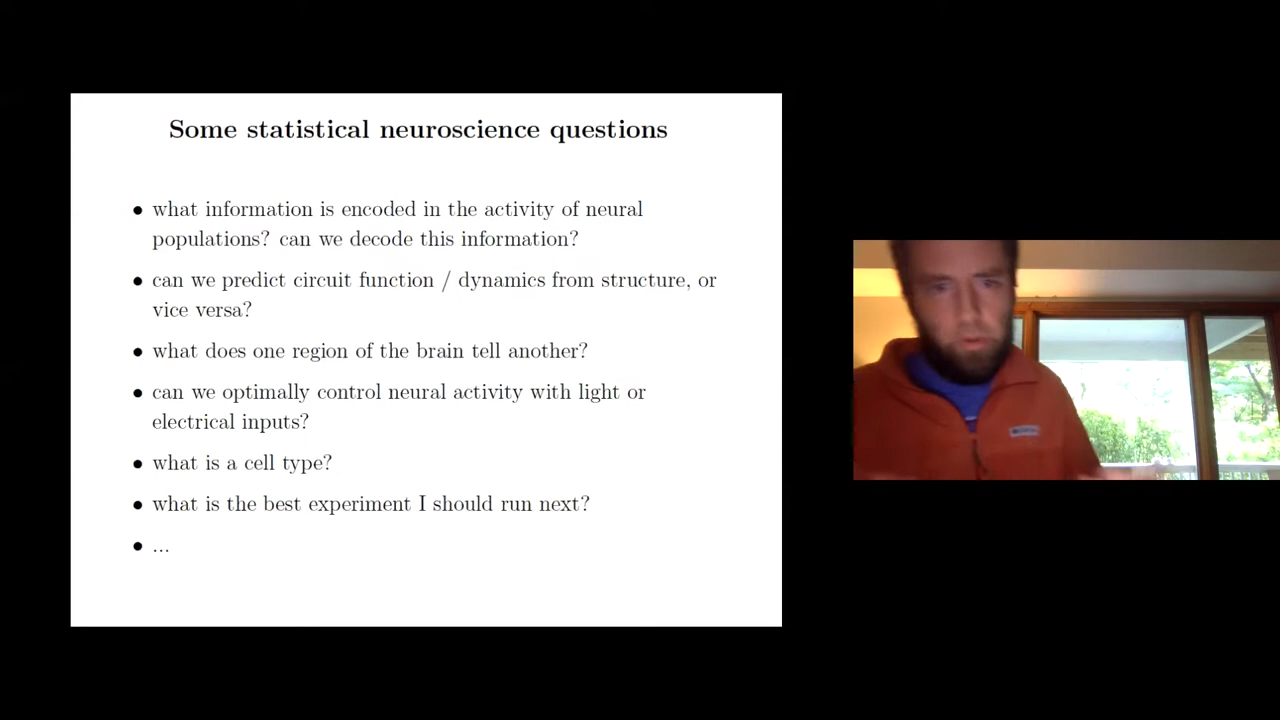 Some statistical neuroscience questions
• what information is encoded in the activity of neural
populations? can we decode this information?
• can we predict circuit function / dynamics from structure, or
vice versa?
• what does one region of the brain tell another?
• can we optimally control neural activity with light or
electrical inputs?
• what is a cell type?
• what is the best experiment I should run next?
• ...